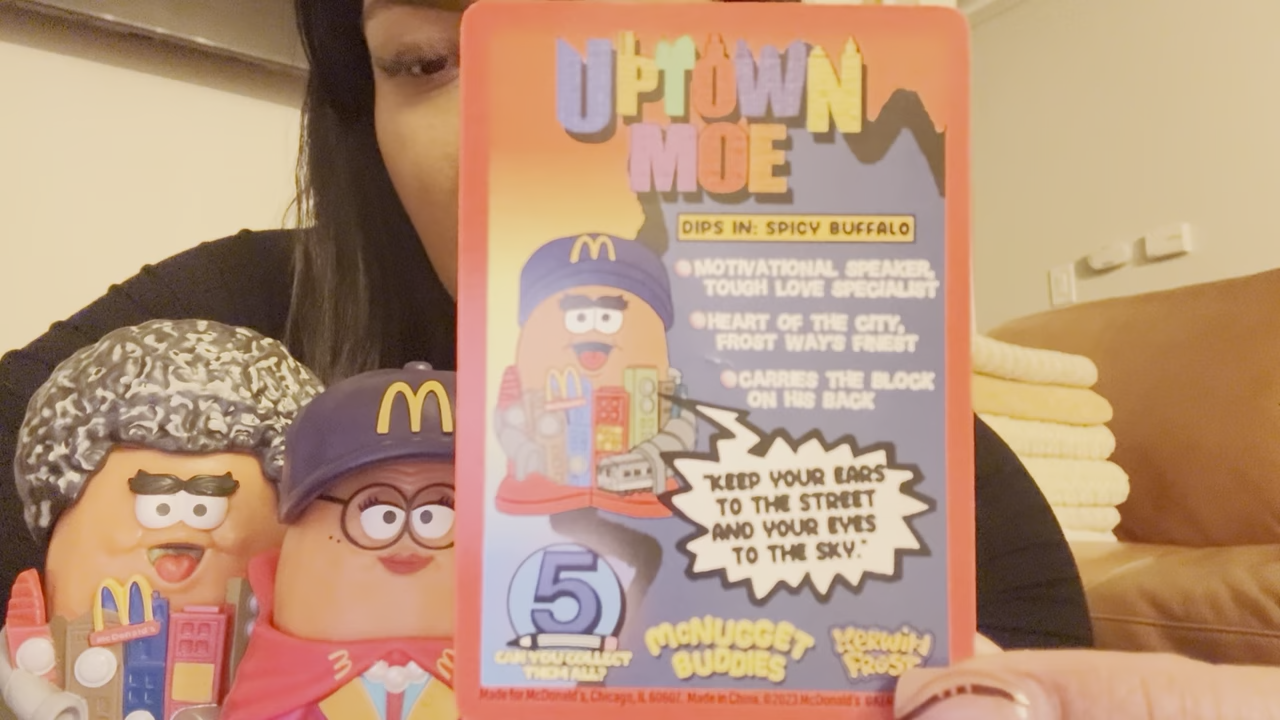 UPTOWN
MOE
DIPS IN: SPICY BUFFALO
MOTIVATIONAL SPEAKER,
TOUGH LOVE SPECIALIST
HEART OF THE CITY,
FROST WAY'S FINEST
CARRIES THE BLOCK
ON HIS BACK
"KEEP YOUR EARS
TO THE STREET
AND YOUR EYES
TO THE SKY."
5
CAN YOU COLLECT
THEM ALL?
McNUGGET
BUDDIES
KERWIN
FROST
Made for McDonald's, Chicago, IL 60607. Made in China. ©2023 McDonald's
McDonald's